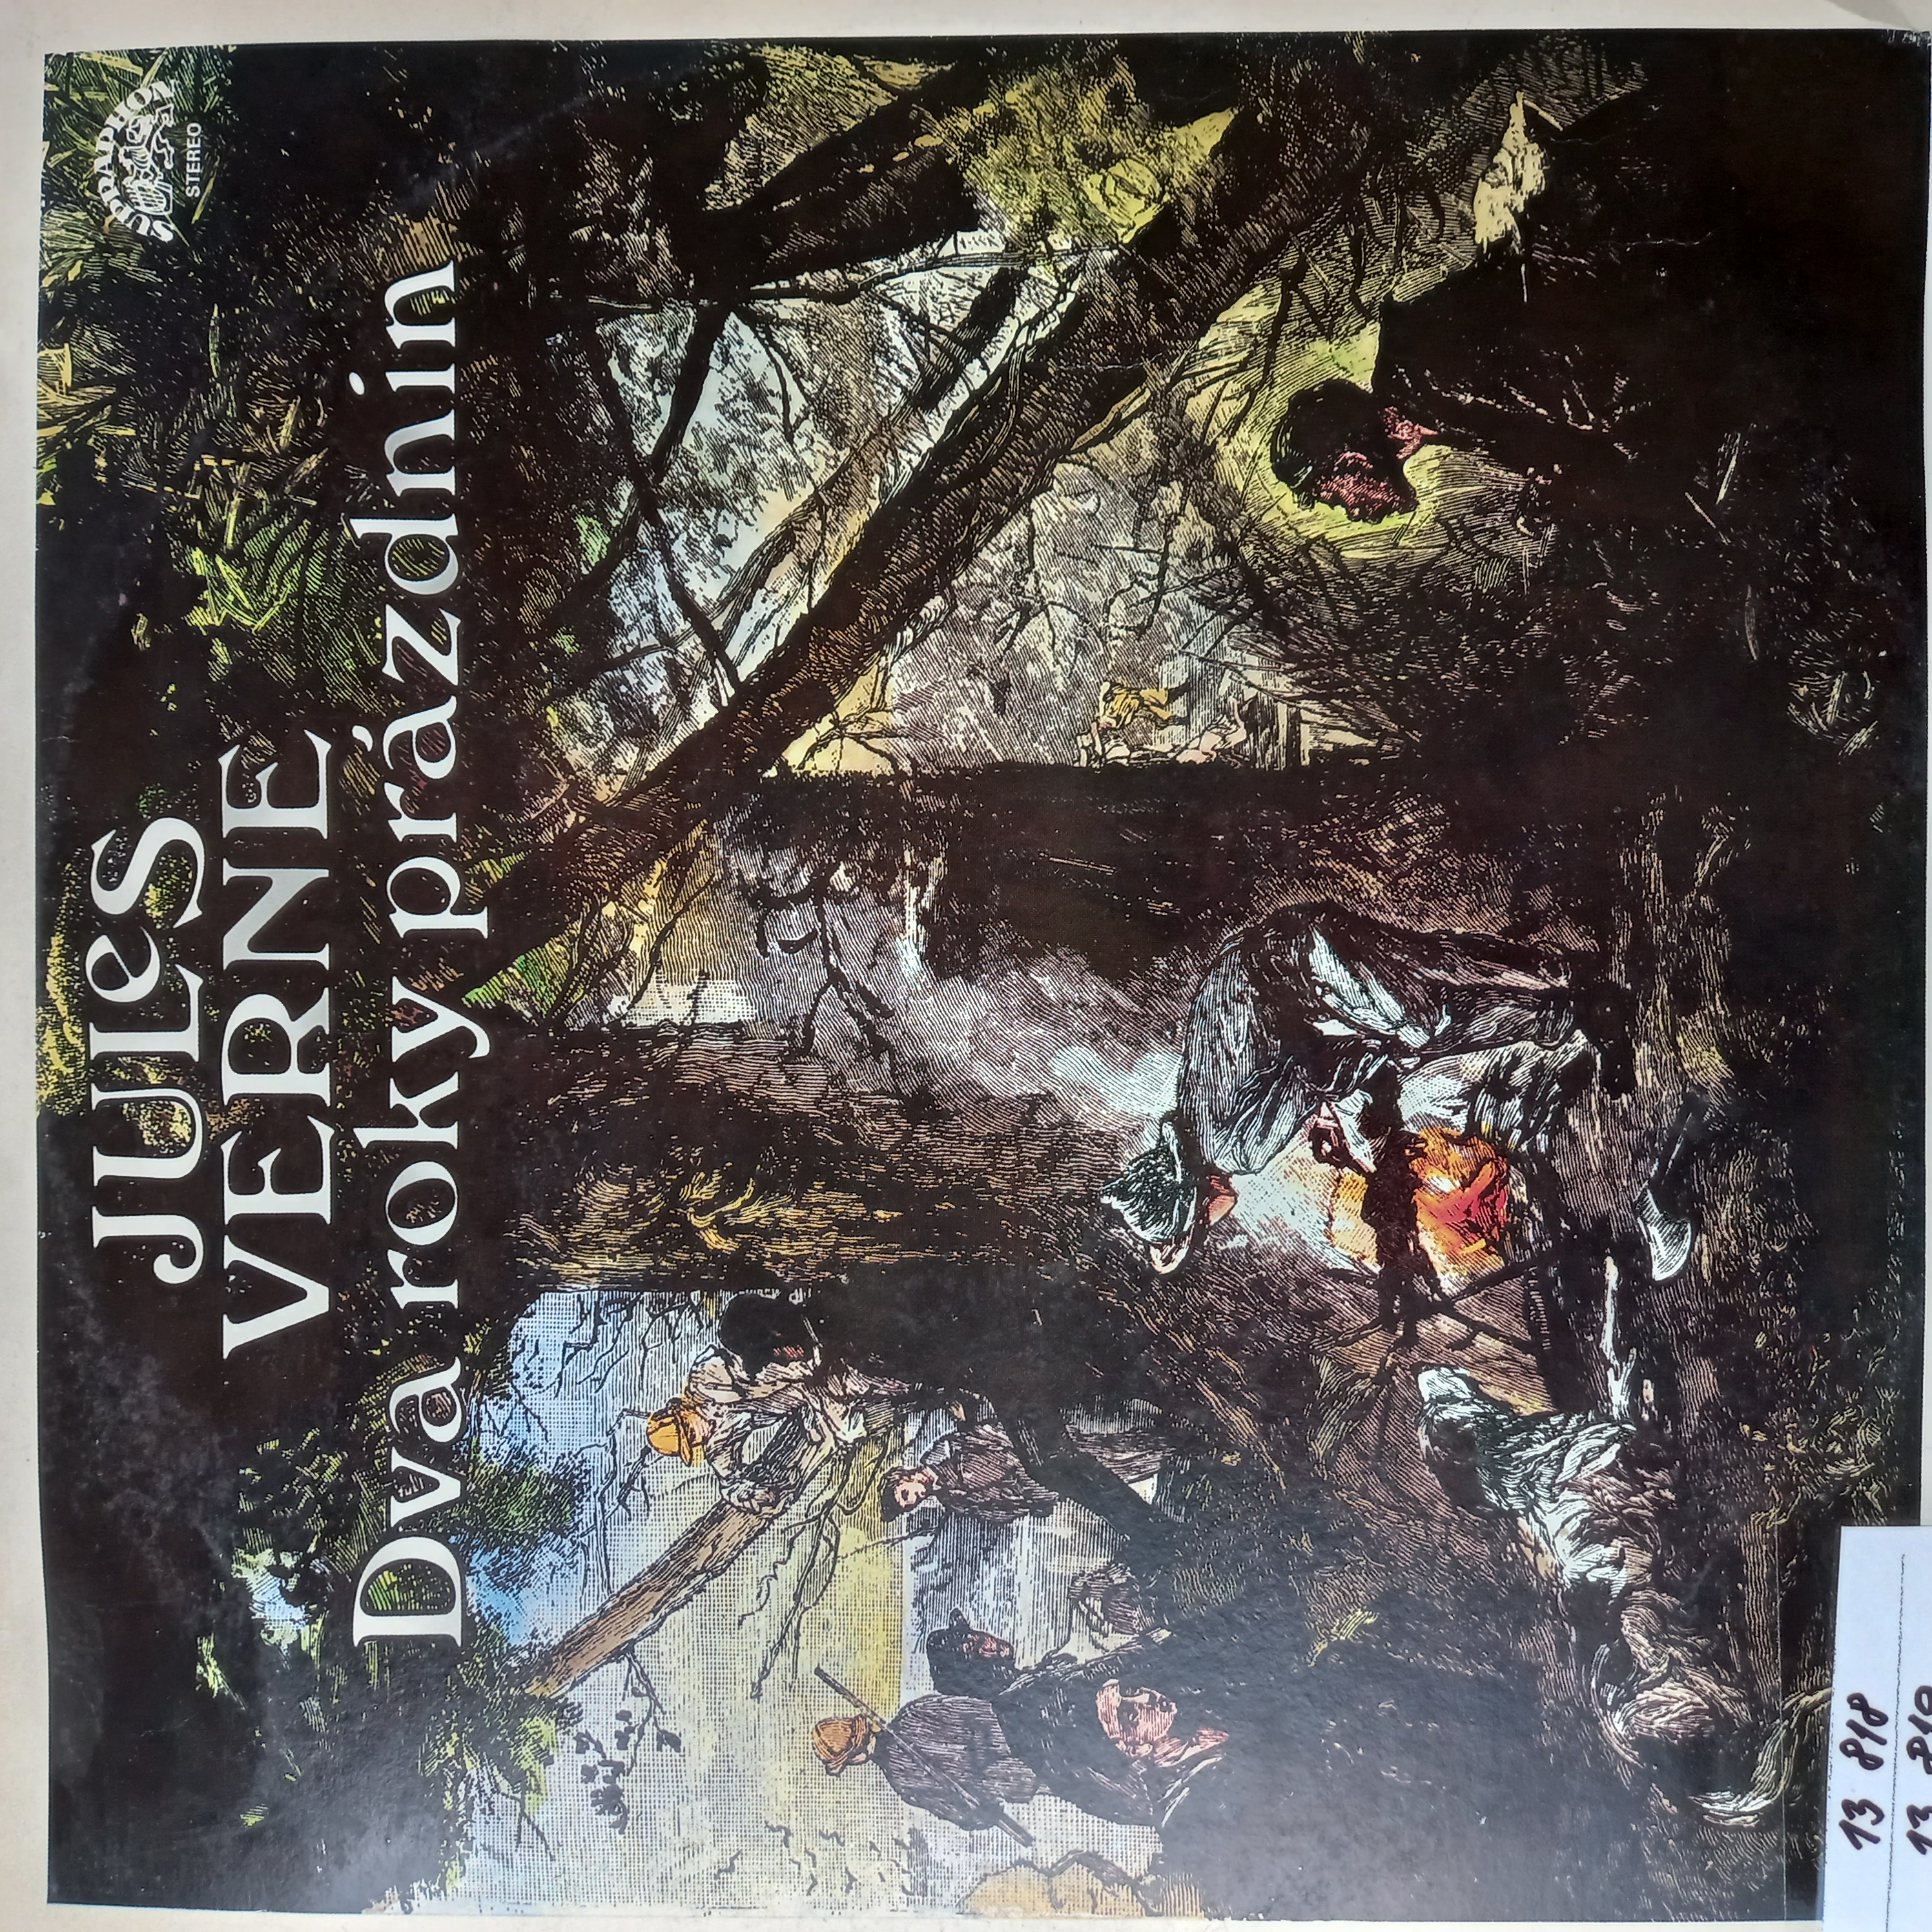 SUPRAPHON
STEREO
JULeS
VERNE
Dva roky prázdnin
13 818